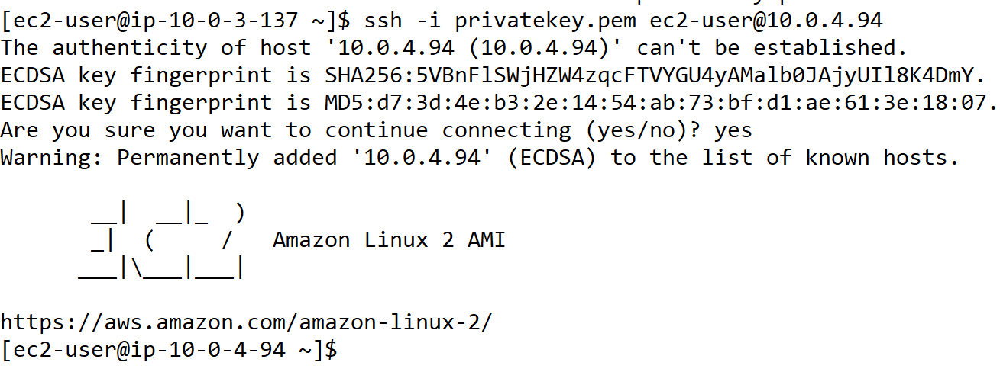 [ec2-user@ip-10-0-3-137 ~]$ ssh -i privatekey.pem ec2-user@10.0.4.94
The authenticity of host '10.0.4.94 (10.0.4.94)' can't be established.
ECDSA key fingerprint is SHA256:5VBnFlSWjHZW4zqcFTVYGU4yAMalb0JAjyUIl8K4DmY.
ECDSA key fingerprint is MD5:d7:3d:4e:b3:2e:14:54:ab:73:bf:d1:ae:61:3e:18:07.
Are you sure you want to continue connecting (yes/no)? yes
Warning: Permanently added '10.0.4.94' (ECDSA) to the list of known hosts.

       __|  __|_  )
       _|  (     /   Amazon Linux 2 AMI
      ___|\___|___|

https://aws.amazon.com/amazon-linux-2/
[ec2-user@ip-10-0-4-94 ~]$